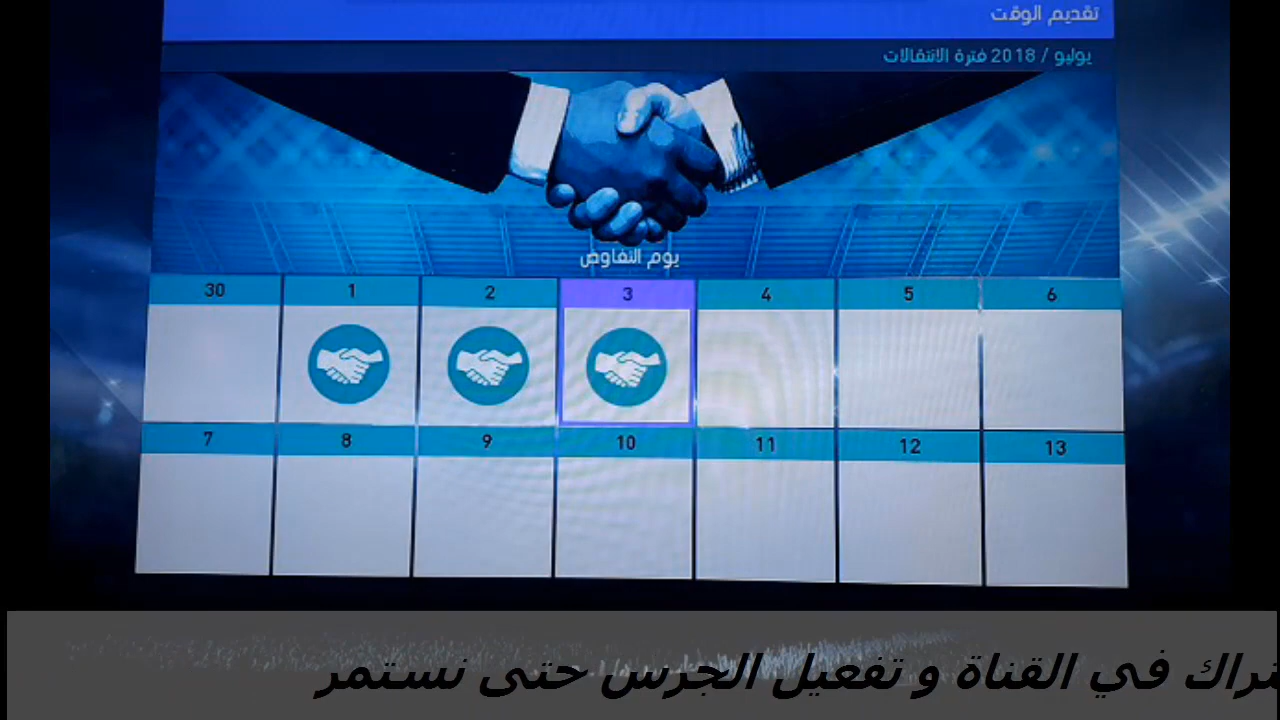 تقديم الوقت
يوليو / 2018 فترة الانتقالات
يوم التفاوض
30 1 2 3 4 5 6
7 8 9 10 11 12 13
في القناة و تفعيل الجرس حتى نستمر